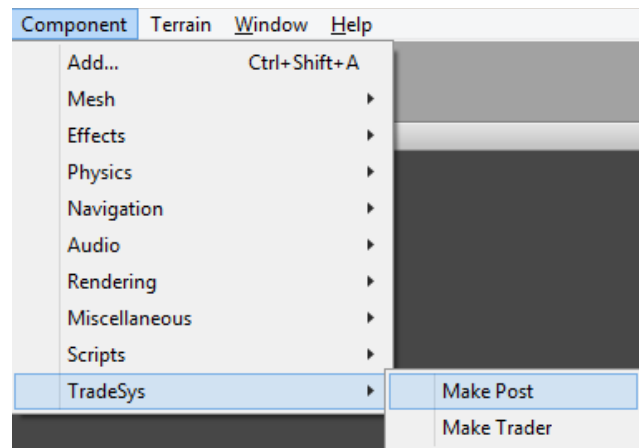 Component Terrain Window Help
Add... Ctrl+Shift+A
Mesh
Effects
Physics
Navigation
Audio
Rendering
Miscellaneous
Scripts
TradeSys Make Post
Make Trader